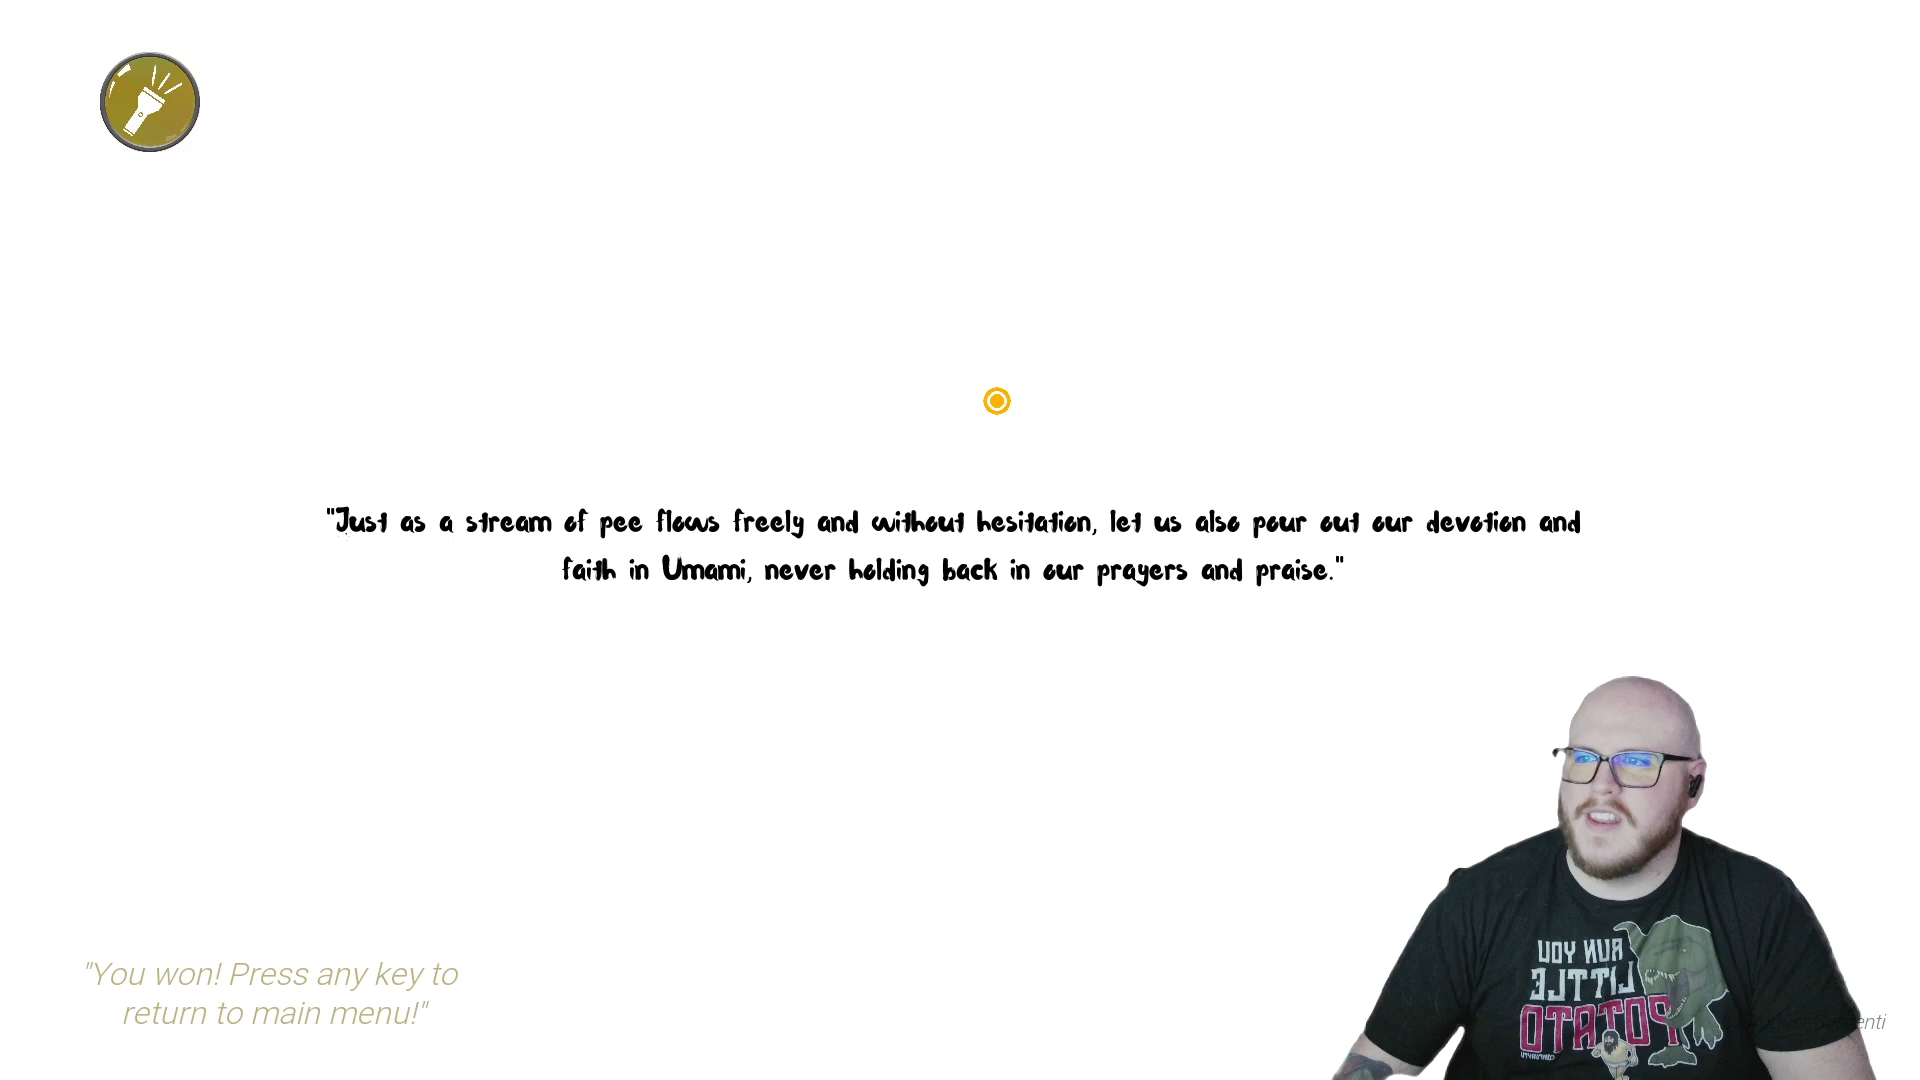 "Just as a stream of pee flows freely and without hesitation, let us also pour out our devotion and
faith in Umami, never holding back in our prayers and praise."
"You won! Press any key to
return to main menu!"
RUN YOU
LITTLE
POTATO